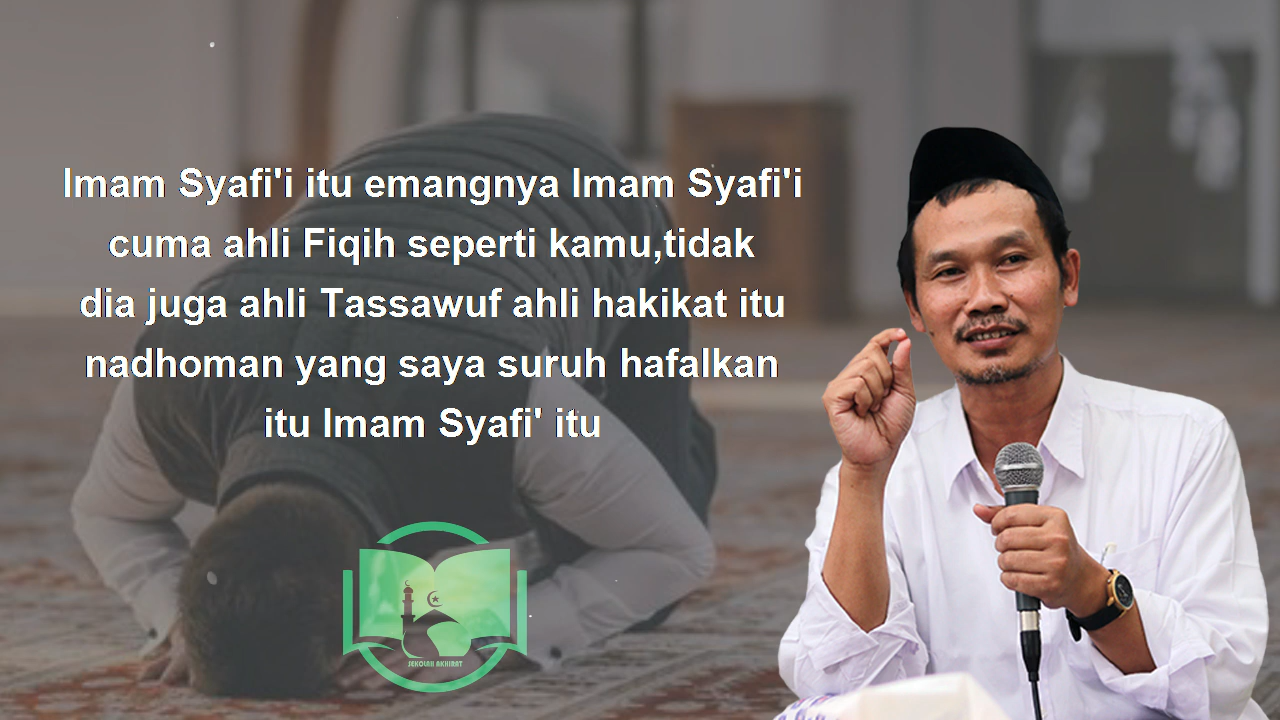 Imam Syafi'i itu emangnya Imam Syafi'i
cuma ahli Fiqih seperti kamu,tidak
dia juga ahli Tassawuf ahli hakikat itu
nadhoman yang saya suruh hafalkan
itu Imam Syafi' itu
SEKOLAH AKHIRAT